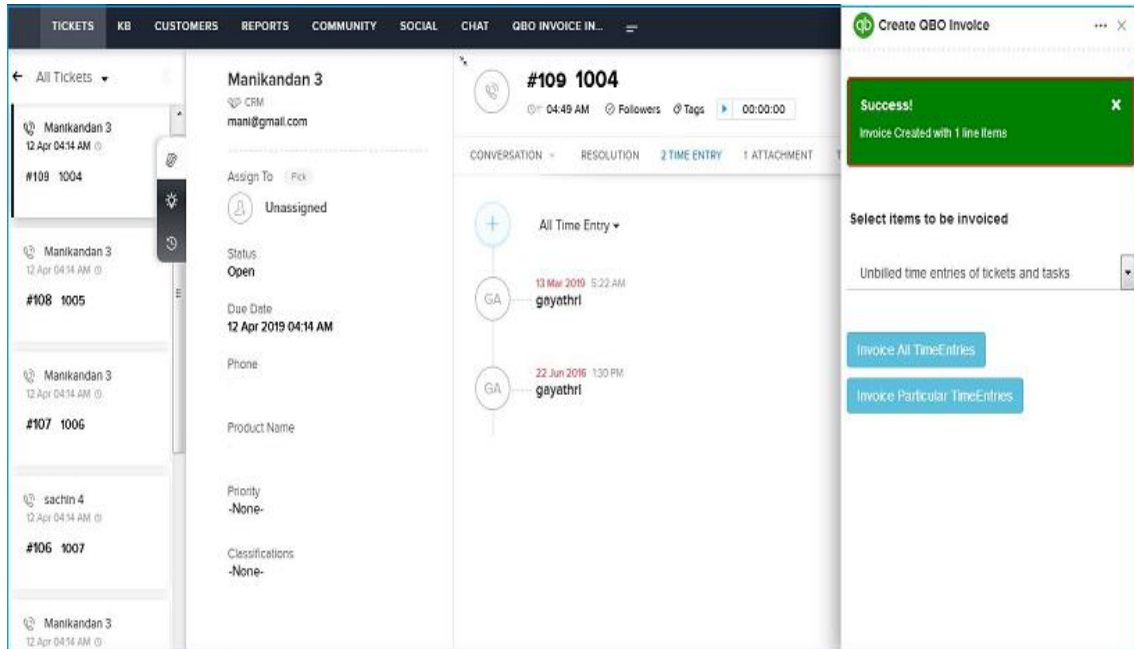 TICKETS KB CUSTOMERS REPORTS COMMUNITY SOCIAL CHAT QBO INVOICE IN...
All Tickets
Manikandan 3
12 Apr 04:14 AM
#109 1004
Manikandan 3
12 Apr 04:14 AM
#108 1005
Manikandan 3
12 Apr 04:14 AM
#107 1006
sachin 4
12 Apr 04:14 AM
#106 1007
Manikandan 3
12 Apr 04:14 AM
Manikandan 3
CRM
mani@gmail.com
Assign To Pick
Unassigned
Status
Open
Due Date
12 Apr 2019 04:14 AM
Phone
Product Name
Priority
-None-
Classifications
-None-
#109 1004
04:49 AM Followers Tags 00:00:00
CONVERSATION RESOLUTION 2 TIME ENTRY 1 ATTACHMENT T
All Time Entry
13 Mar 2019 5:22 AM
GA gayathri
22 Jun 2016 1:30 PM
GA gayathri
qb Create QBO Invoice
Success!
Invoice Created with 1 line items
Select items to be invoiced
Unbilled time entries of tickets and tasks
Invoice All TimeEntries
Invoice Particular TimeEntries